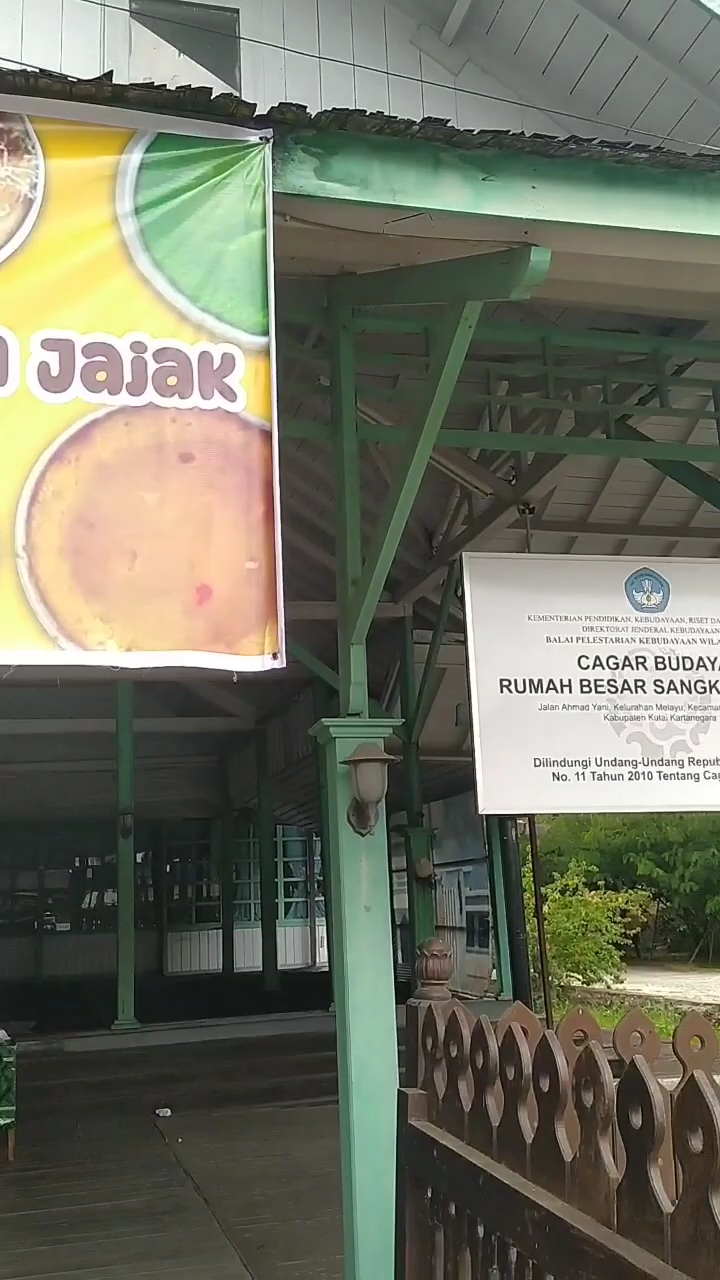 Jajak
KEMENTERIAN PENDIDIKAN, KEBUDAYAAN, RISET DA
DIREKTORAT JENDERAL KEBUDAYAAN
BALAI PELESTARIAN KEBUDAYAAN WILA
CAGAR BUDAYA
RUMAH BESAR SANGK
Jalan Ahmad Yani, Kelurahan Melayu, Kecamat
Kabupaten Kutai Kartanegara
Dilindungi Undang-Undang Repub
No. 11 Tahun 2010 Tentang Cag